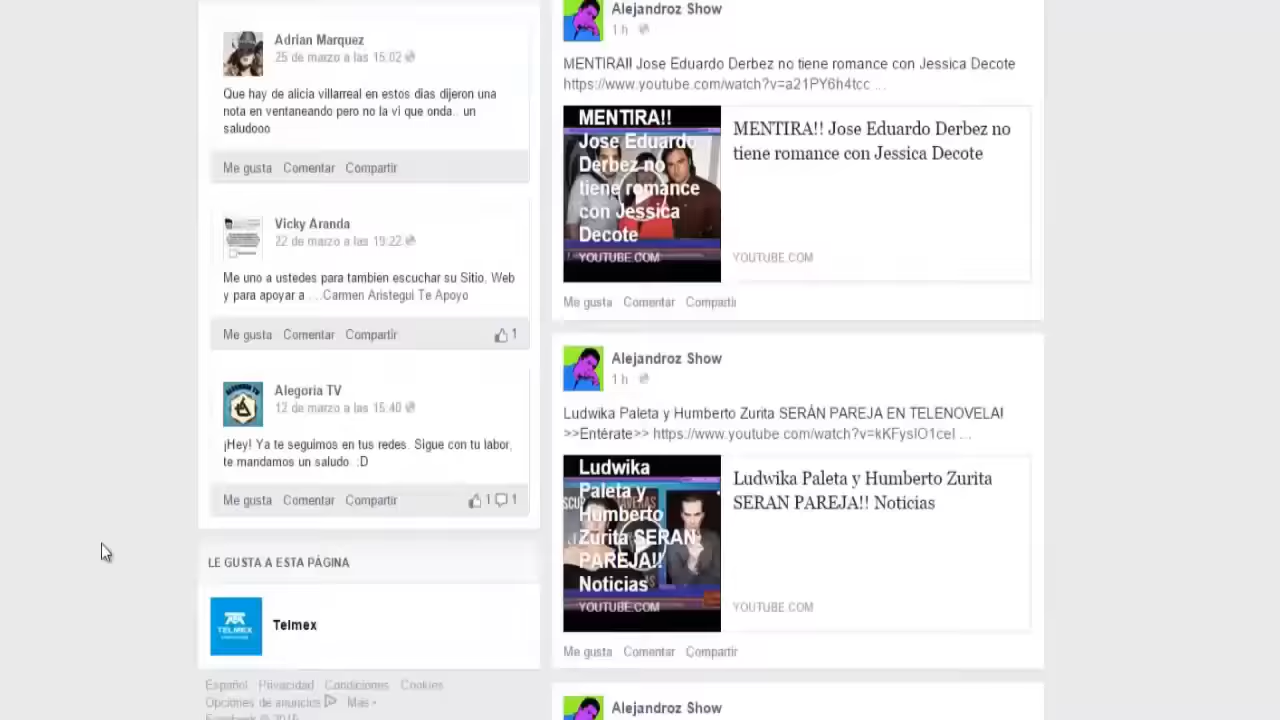 Adrian Marquez
25 de marzo a las 15:02
Que hay de alicia villarreal en estos dias dijeron una
nota en ventaneando pero no la vi que onda.. un
saludooo
Me gusta Comentar Compartir
Vicky Aranda
22 de marzo a las 19:22
Me uno a ustedes para tambien escuchar su Sitio. Web
y para apoyar a ...Carmen Aristegui Te Apoyo
Me gusta Comentar Compartir 1
Alegoria TV
12 de marzo a las 15:40
¡Hey! Ya te seguimos en tus redes. Sigue con tu labor,
te mandamos un saludo :D
Me gusta Comentar Compartir 1 1
LE GUSTA A ESTA PÁGINA
TELMEX
Telmex
Español Privacidad Condiciones Cookies
Opciones de anuncios Más
Alejandroz Show
1 h
MENTIRA!! Jose Eduardo Derbez no tiene romance con Jessica Decote
https://www.youtube.com/watch?v=a21PY6h4tcc ...
MENTIRA!!
Jose Eduardo
Derbez no
tiene romance
con Jessica
Decote
YOUTUBE.COM
MENTIRA!! Jose Eduardo Derbez no
tiene romance con Jessica Decote
YOUTUBE.COM
Me gusta Comentar Compartir
Alejandroz Show
1 h
Ludwika Paleta y Humberto Zurita SERÁN PAREJA EN TELENOVELA!
>>Entérate>> https://www.youtube.com/watch?v=kKFyslO1ceI ...
Ludwika
Paleta y
Humberto
Zurita SERAN
PAREJA!!
Noticias
YOUTUBE.COM
Ludwika Paleta y Humberto Zurita
SERAN PAREJA!! Noticias
YOUTUBE.COM
Me gusta Comentar Compartir
Alejandroz Show